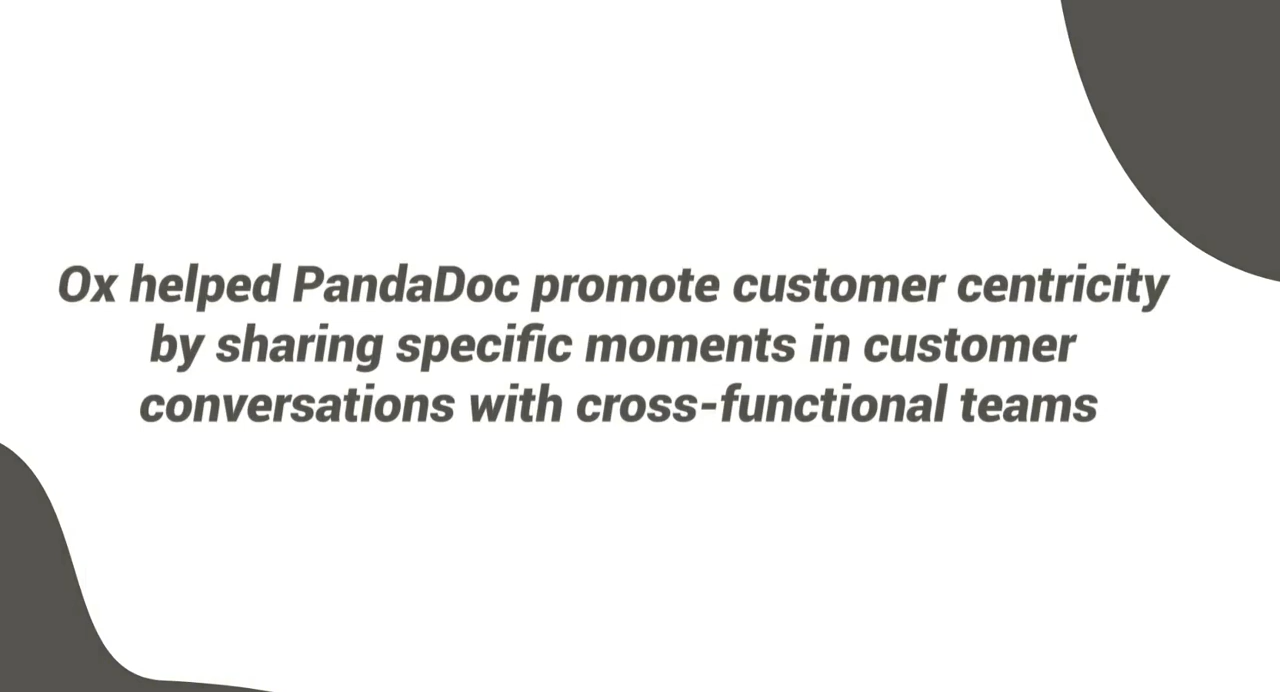 Ox helped PandaDoc promote customer centricity
by sharing specific moments in customer
conversations with cross-functional teams